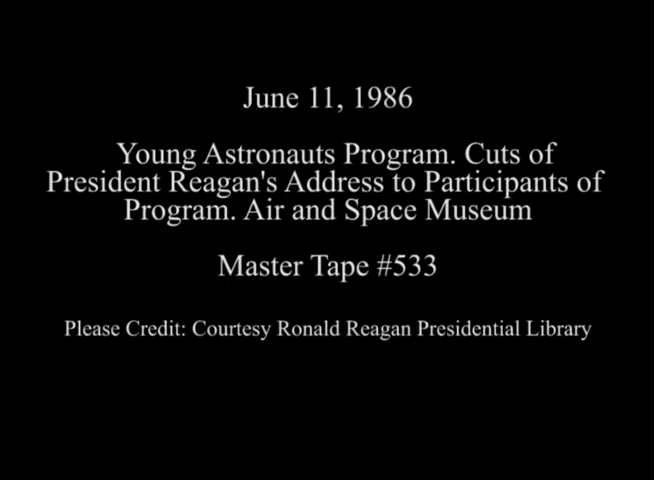 June 11, 1986
Young Astronauts Program. Cuts of
President Reagan's Address to Participants of
Program. Air and Space Museum
Master Tape #533
Please Credit: Courtesy Ronald Reagan Presidential Library